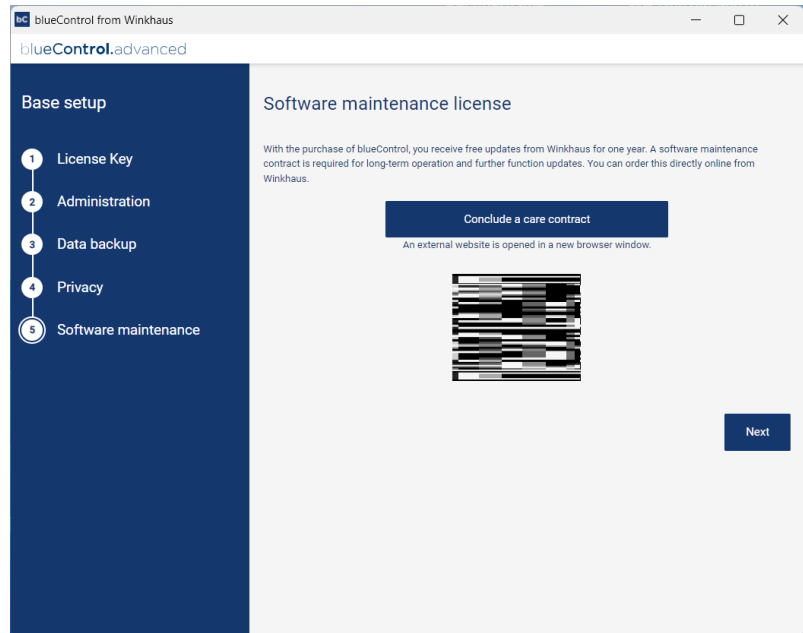 bC blueControl from Winkhaus
blueControl.advanced
Base setup
1 License Key
2 Administration
3 Data backup
4 Privacy
5 Software maintenance
Software maintenance license
With the purchase of blueControl, you receive free updates from Winkhaus for one year. A software maintenance
contract is required for long-term operation and further function updates. You can order this directly online from
Winkhaus.
Conclude a care contract
An external website is opened in a new browser window.
Next